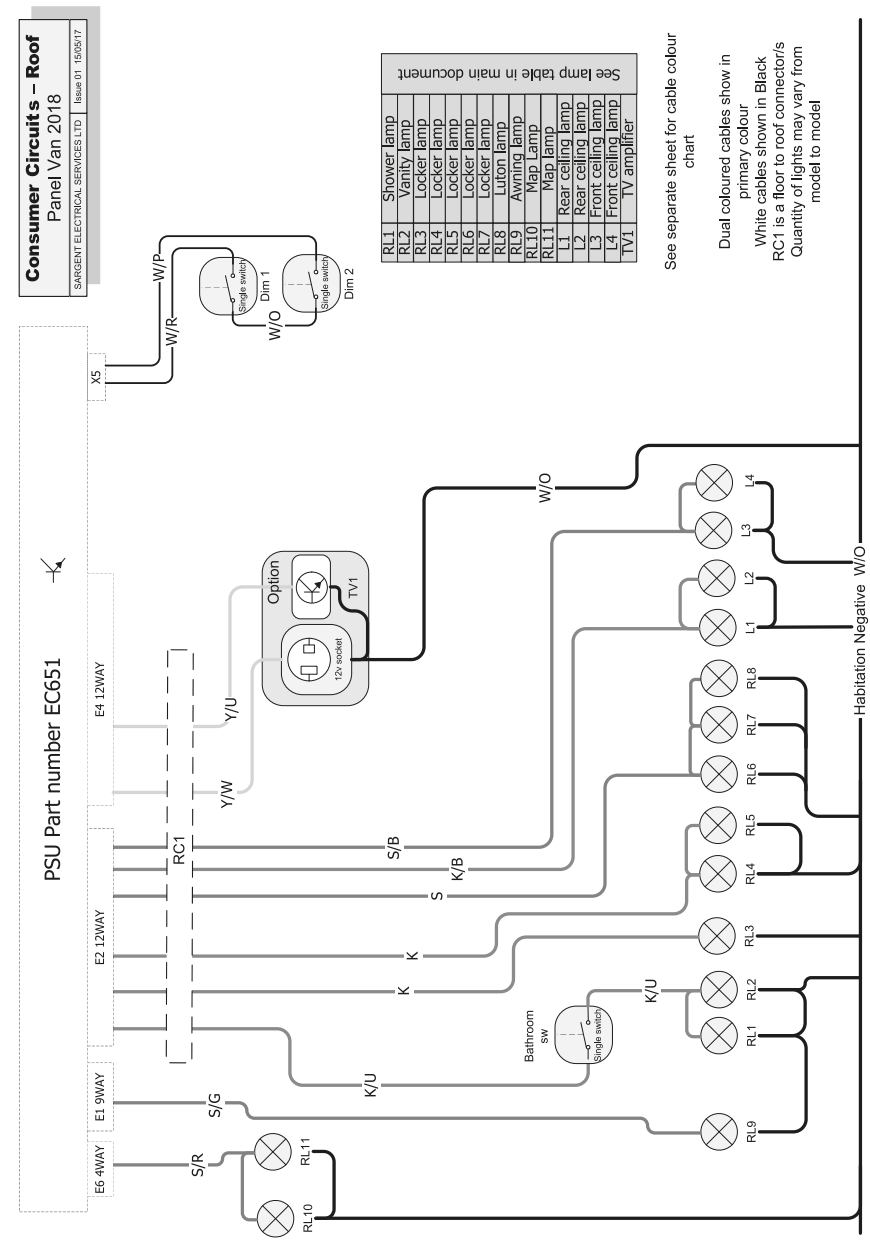 Consumer Circuits – Roof
Panel Van 2018
SARGENT ELECTRICAL SERVICES LTD
Issue 01 15/05/17
PSU Part number EC651
E6 4WAY
E1 9WAY
E2 12WAY
E4 12WAY
X5
RC1
S/R
S/G
K/U
K
K
S
K/B
S/B
Y/W
Y/U
W/R
W/P
W/O
Single switch
Dim 1
Single switch
Dim 2
Option
12v socket
TV1
W/O
Bathroom
sw
Single switch
K/U
RL10
RL11
RL9
RL1
RL2
RL3
RL4
RL5
RL6
RL7
RL8
L1
L2
L3
L4
Habitation Negative W/O
RL1 Shower lamp
RL2 Vanity lamp
RL3 Locker lamp
RL4 Locker lamp
RL5 Locker lamp
RL6 Locker lamp
RL7 Locker lamp
RL8 Luton lamp
RL9 Awning lamp
RL10 Map Lamp
RL11 Map lamp
L1 Rear ceiling lamp
L2 Rear ceiling lamp
L3 Front ceiling lamp
L4 Front ceiling lamp
TV1 TV amplifier
See lamp table in main document
See separate sheet for cable colour
chart
Dual coloured cables show in
primary colour
White cables shown in Black
RC1 is a floor to roof connector/s
Quantity of lights may vary from
model to model